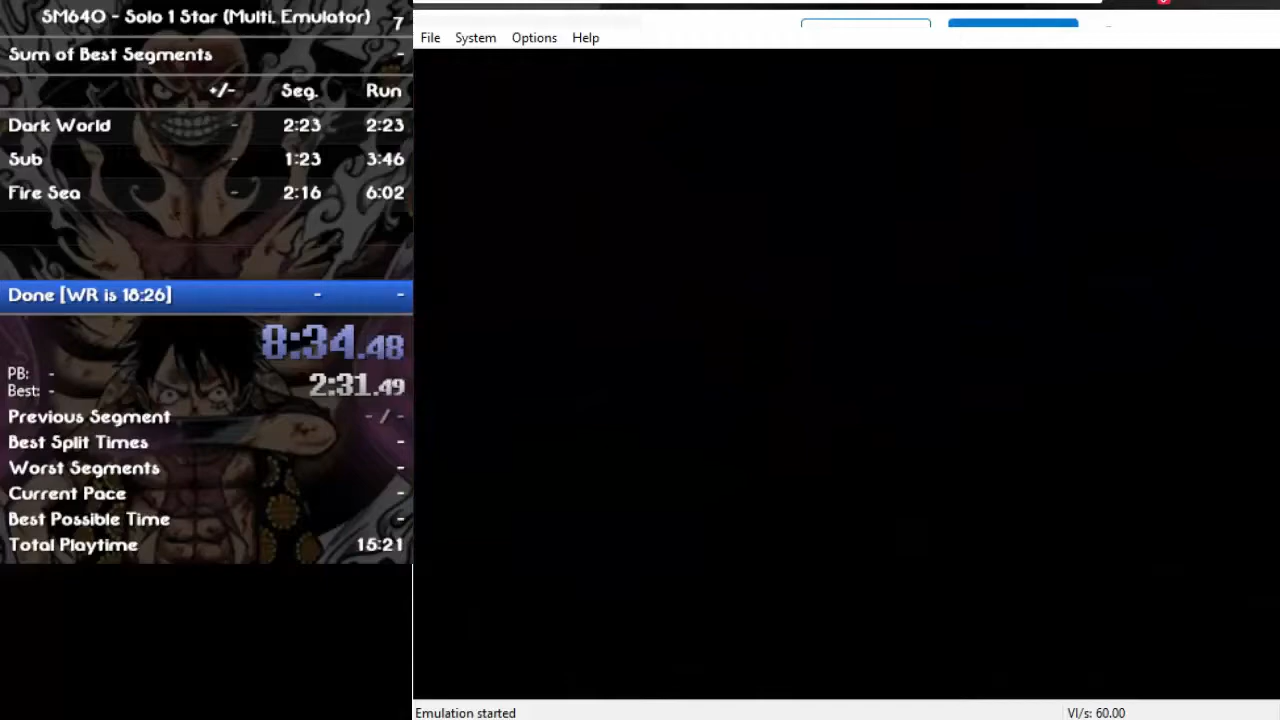 SM64O - Solo 1 Star (Multi, Emulator) 7
Sum of Best Segments -
+/- Seg. Run
Dark World - 2:23 2:23
Sub - 1:23 3:46
Fire Sea - 2:16 6:02
Done [WR is 18:26] - -
8:34.48
PB: -
2:31.49
Best: -
Previous Segment - / -
Best Split Times -
Worst Segments -
Current Pace -
Best Possible Time -
Total Playtime 15:21
File System Options Help
Emulation started VI/s: 60.00